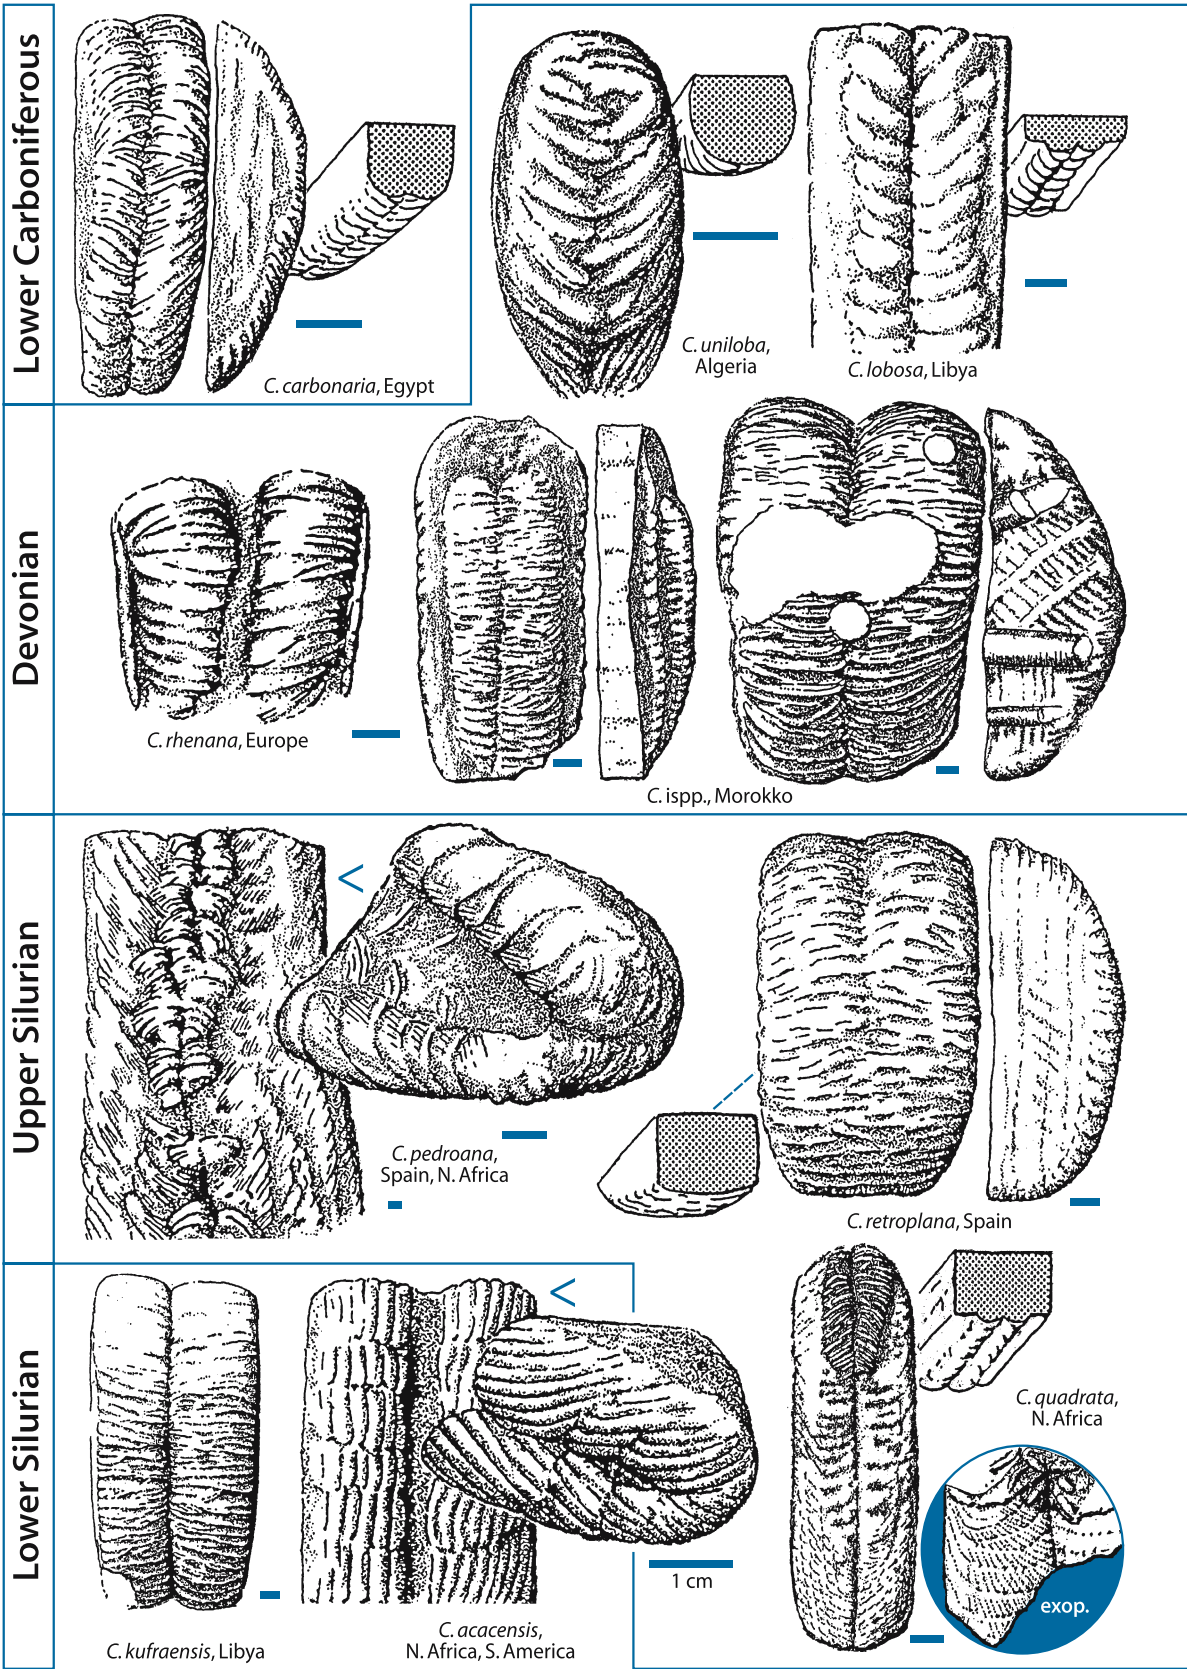 Lower Carboniferous
C. carbonaria, Egypt
C. uniloba,
Algeria
C. lobosa, Libya
Devonian
C. rhenana, Europe
C. ispp., Morokko
Upper Silurian
<
C. pedroana,
Spain, N. Africa
C. retroplana, Spain
Lower Silurian
<
C. kufraensis, Libya
C. acacensis,
N. Africa, S. America
1 cm
C. quadrata,
N. Africa
exop.